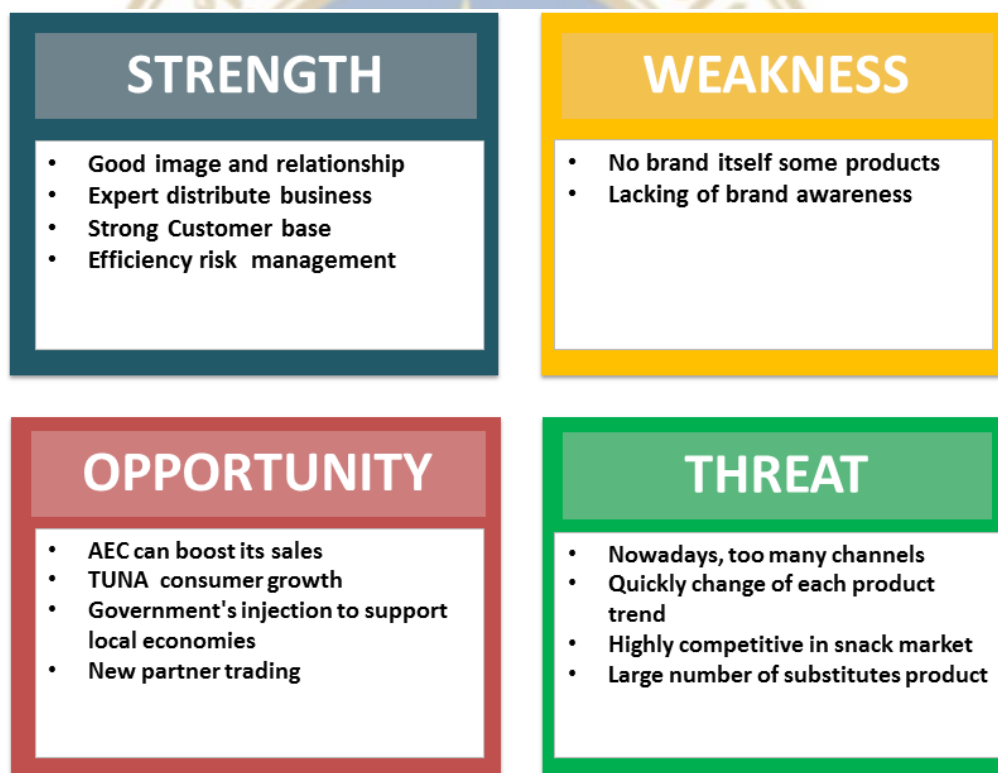 STRENGTH
• Good image and relationship
• Expert distribute business
• Strong Customer base
• Efficiency risk management
WEAKNESS
• No brand itself some products
• Lacking of brand awareness
OPPORTUNITY
• AEC can boost its sales
• TUNA consumer growth
• Government's injection to support
local economies
• New partner trading
THREAT
• Nowadays, too many channels
• Quickly change of each product
trend
• Highly competitive in snack market
• Large number of substitutes product